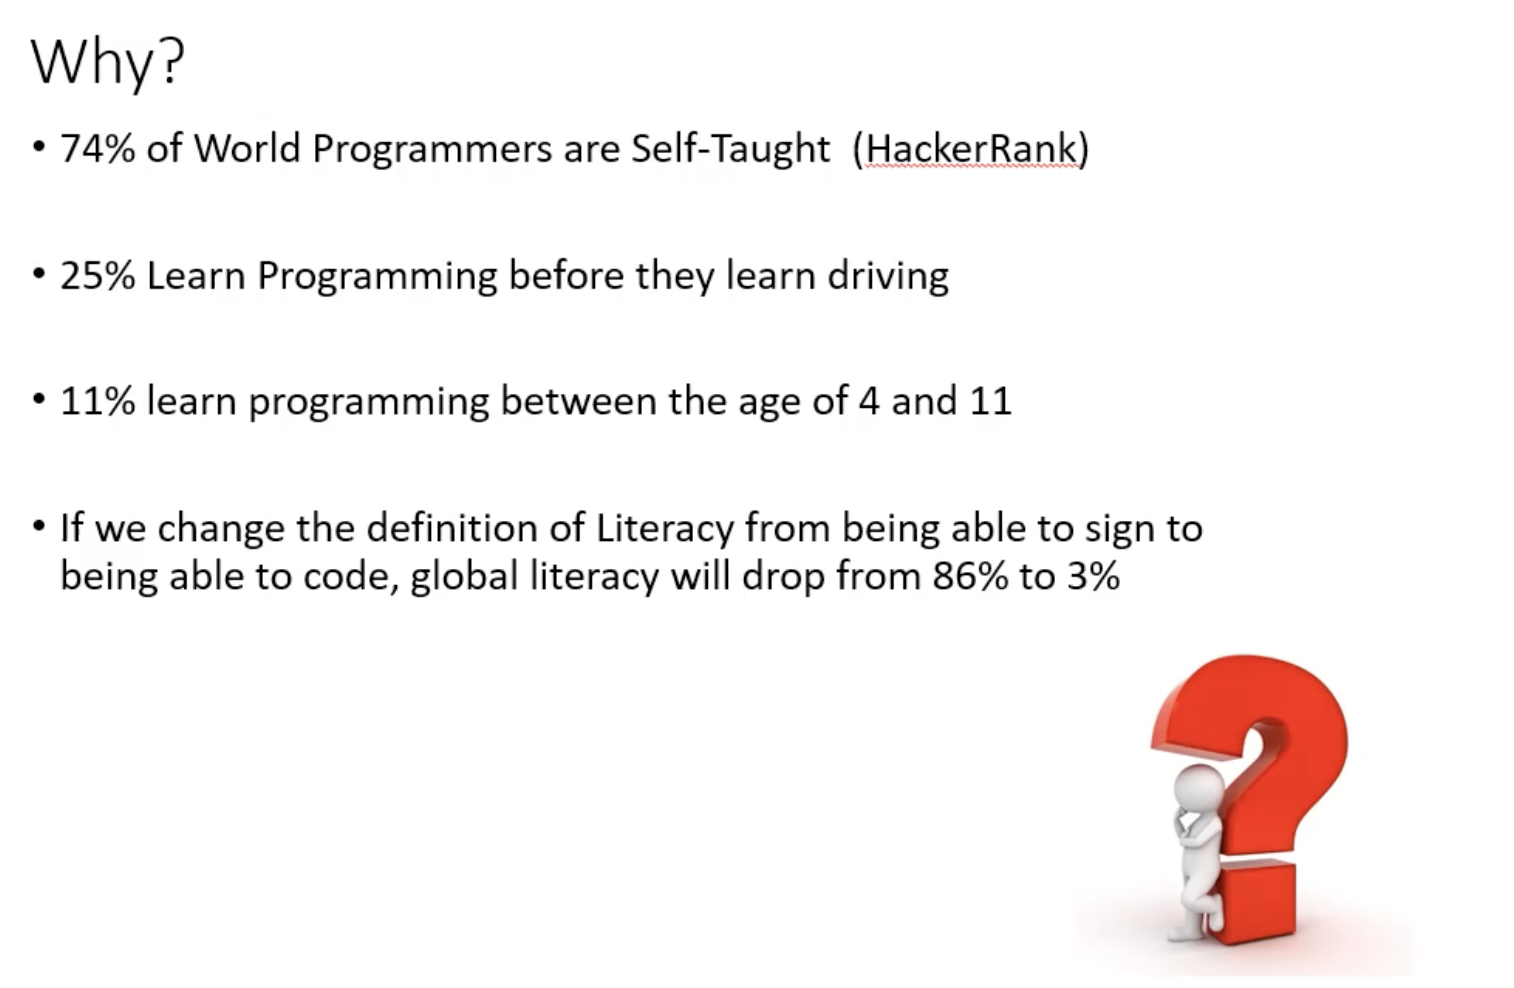 Why?
• 74% of World Programmers are Self-Taught  (HackerRank)
• 25% Learn Programming before they learn driving
• 11% learn programming between the age of 4 and 11
• If we change the definition of Literacy from being able to sign to
being able to code, global literacy will drop from 86% to 3%